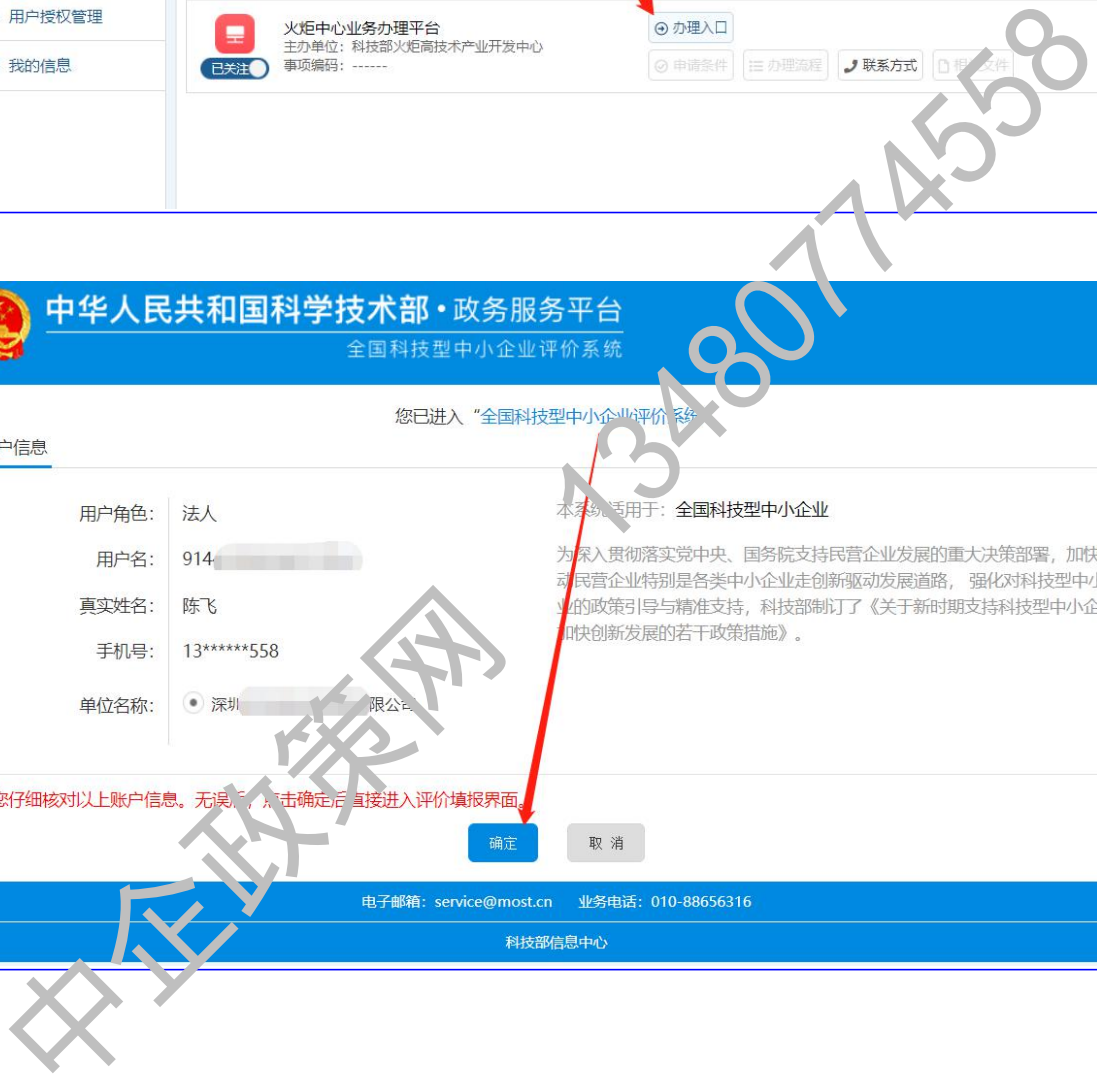 用户授权管理
火炬中心业务办理平台
办理入口
主办单位：科技部火炬高技术产业开发中心
我的信息
已关注
事项编码：------
申请条件
办理流程
联系方式
中华人民共和国科学技术部·政务服务平台
全国科技型中小企业评价系统
您已进入“全国科技型中小企业评价系统
户信息
用户角色：
法人
用户名：
914
真实姓名：
陈飞
手机号：
13******558
单位名称：
深圳
限公司
本系统适用于：全国科技型中小企业
为深入贯彻落实党中央、国务院支持民营企业发展的重大决策部署，加快
动民营企业特别是各类中小企业走创新驱动发展道路， 强化对科技型中小
业的政策引导与精准支持，科技部制订了《关于新时期支持科技型中小企
加快创新发展的若干政策措施》。
您仔细核对以上账户信息。无误后，点击确定后直接进入评价填报界面。
确定
取 消
电子邮箱：service@most.cn 业务电话：010-88656316
科技部信息中心
中企政策网 13480774558